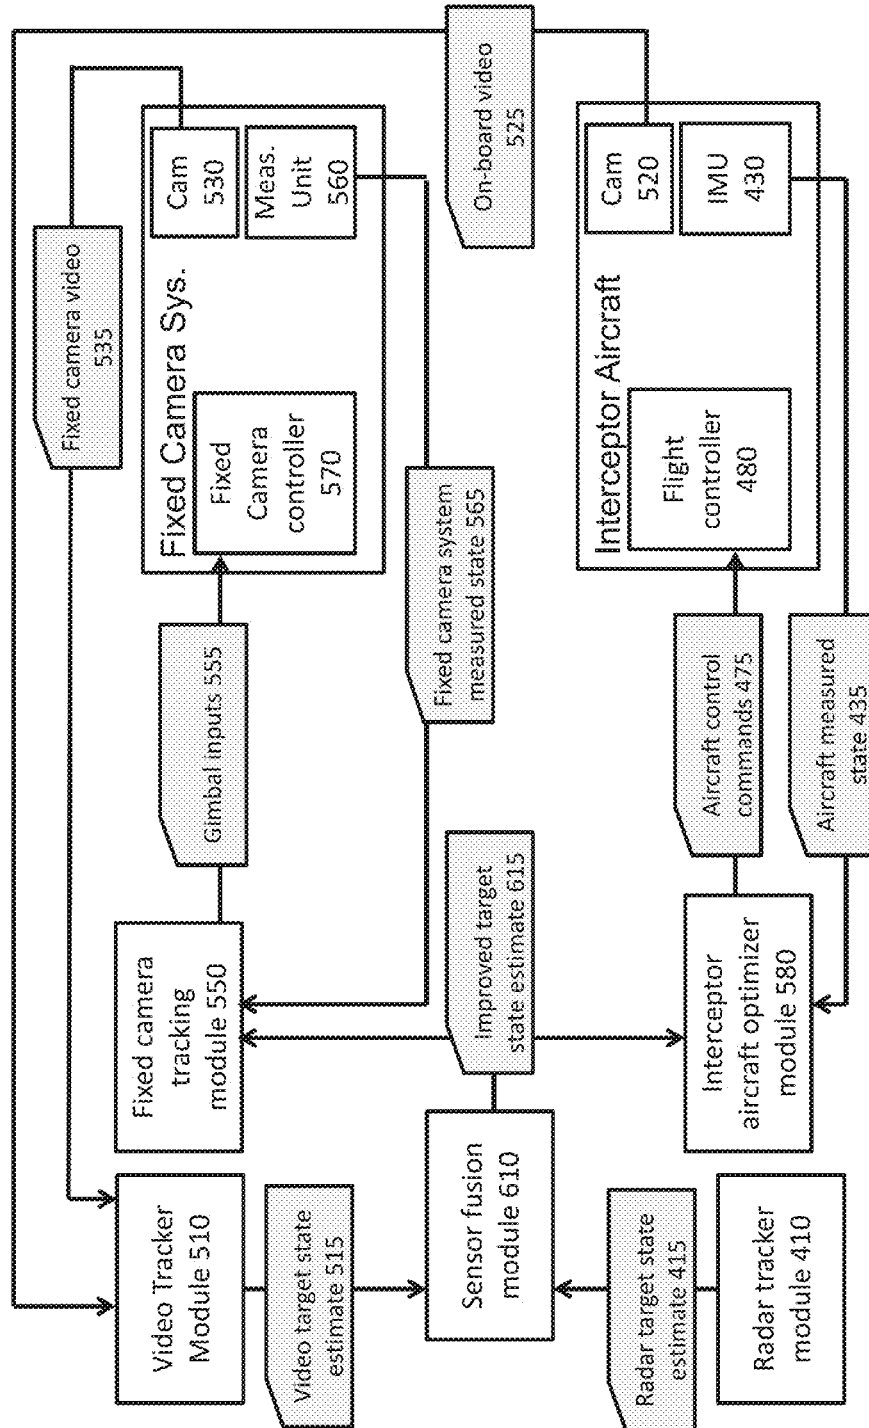 Fixed camera video
535
Fixed Camera Sys.
Cam
530
Meas.
Unit
560
Fixed
Camera
controller
570
Gimbal inputs 555
Fixed camera system
measured state 565
Fixed camera
tracking
module 550
Video Tracker
Module 510
Video target state
estimate 515
On-board video
525
Improved target
state estimate 615
Sensor fusion
module 610
Interceptor Aircraft
Cam
520
IMU
430
Flight
controller
480
Aircraft control
commands 475
Aircraft measured
state 435
Interceptor
aircraft optimizer
module 580
Radar target state
estimate 415
Radar tracker
module 410